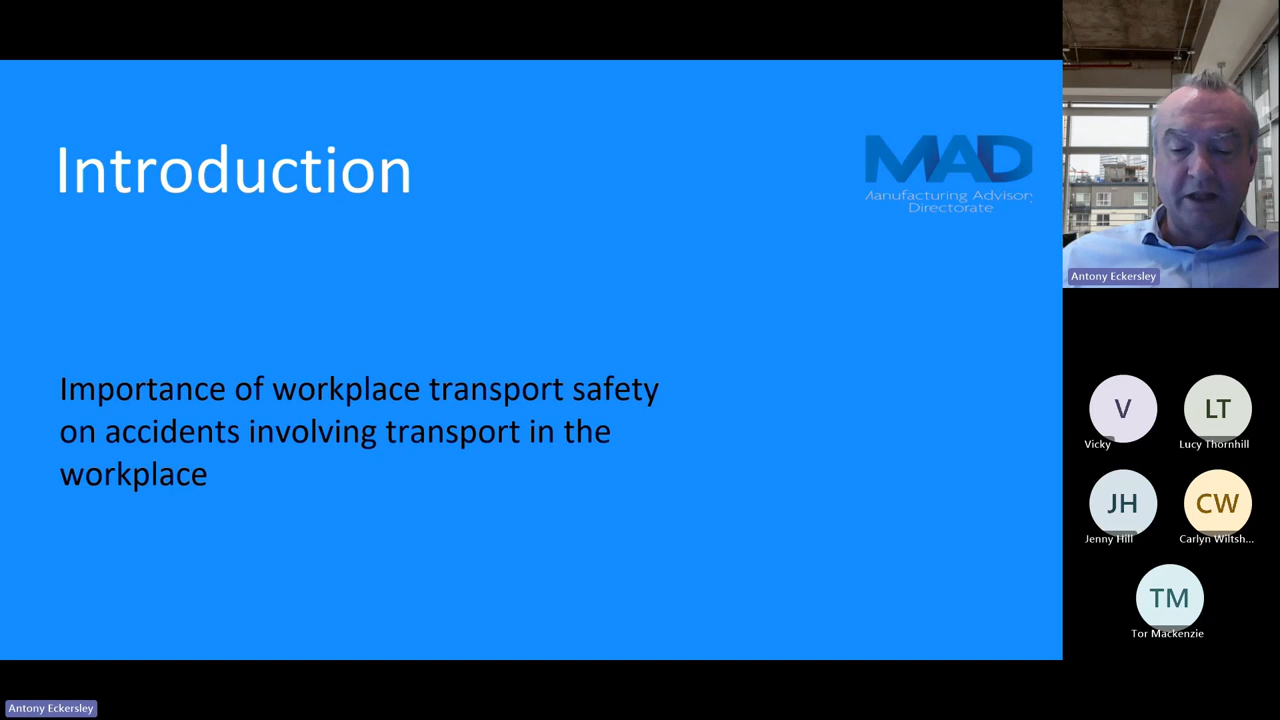 Introduction
MAD
Manufacturing Advisory
Directorate
Importance of workplace transport safety
on accidents involving transport in the
workplace
Antony Eckersley
V
Vicky
LT
Lucy Thornhill
JH
Jenny Hill
CW
Carlyn Wiltsh...
TM
Tor Mackenzie
Antony Eckersley